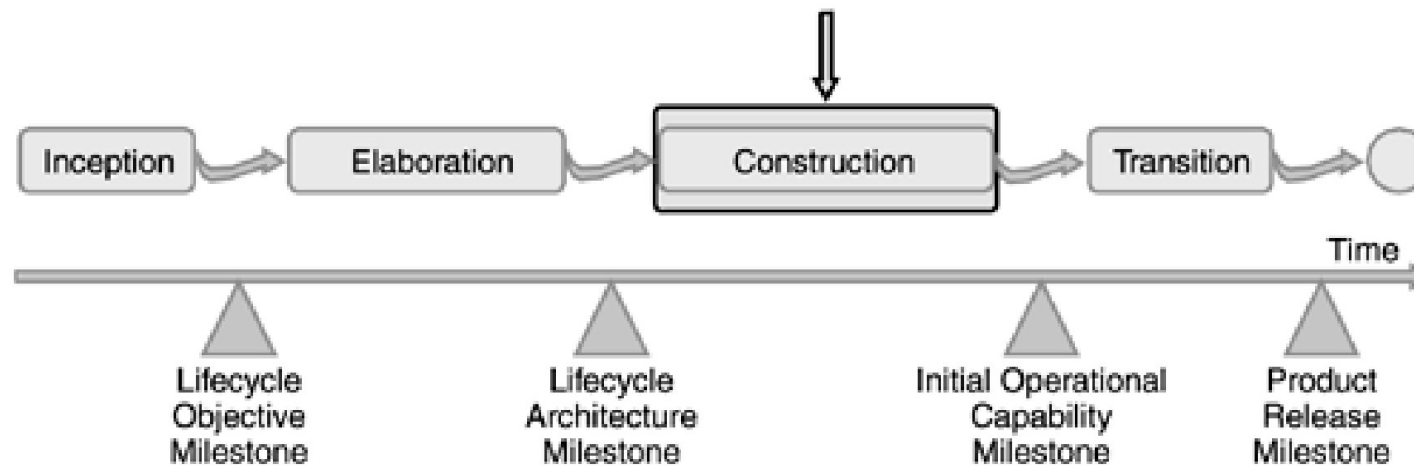 Inception
Elaboration
Construction
Transition
Time
Lifecycle
Objective
Milestone
Lifecycle
Architecture
Milestone
Initial Operational
Capability
Milestone
Product
Release
Milestone